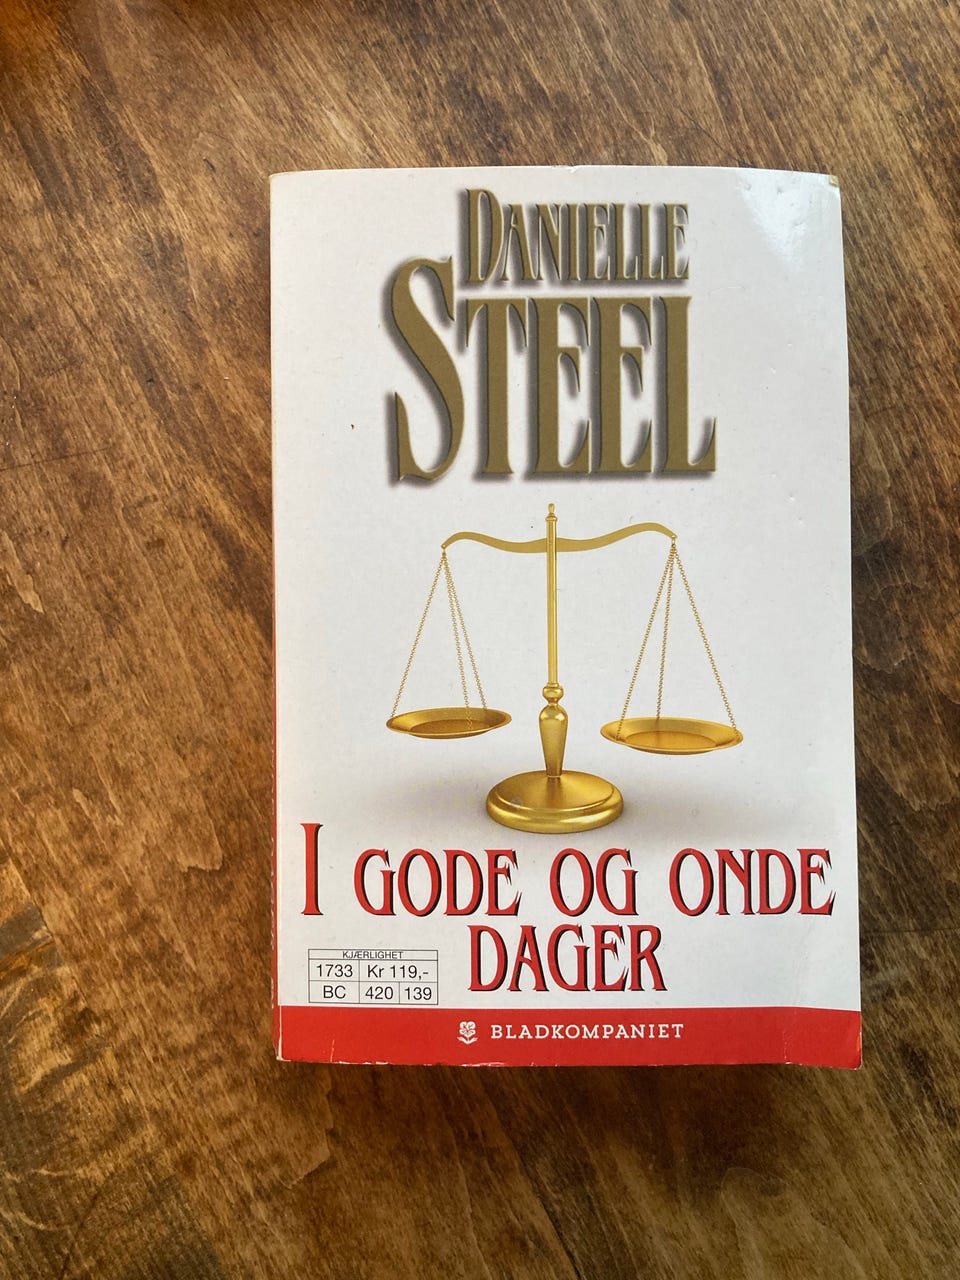 DANIELLE
STEEL
I GODE OG ONDE
DAGER
KJÆRLIGHET
1733 Kr 119,-
BC 420 139
BLADKOMPANIET